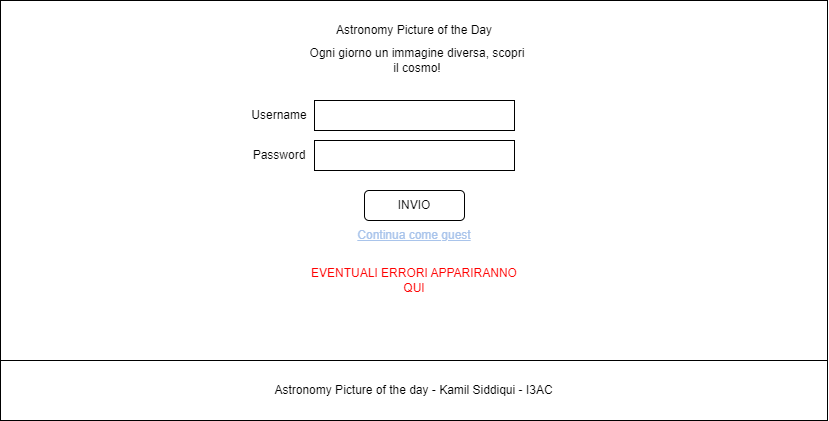 Astronomy Picture of the Day
Ogni giorno un immagine diversa, scopri
il cosmo!
Username
Password
INVIO
Continua come guest
EVENTUALI ERRORI APPARIRANNO
QUI
Astronomy Picture of the day - Kamil Siddiqui - I3AC